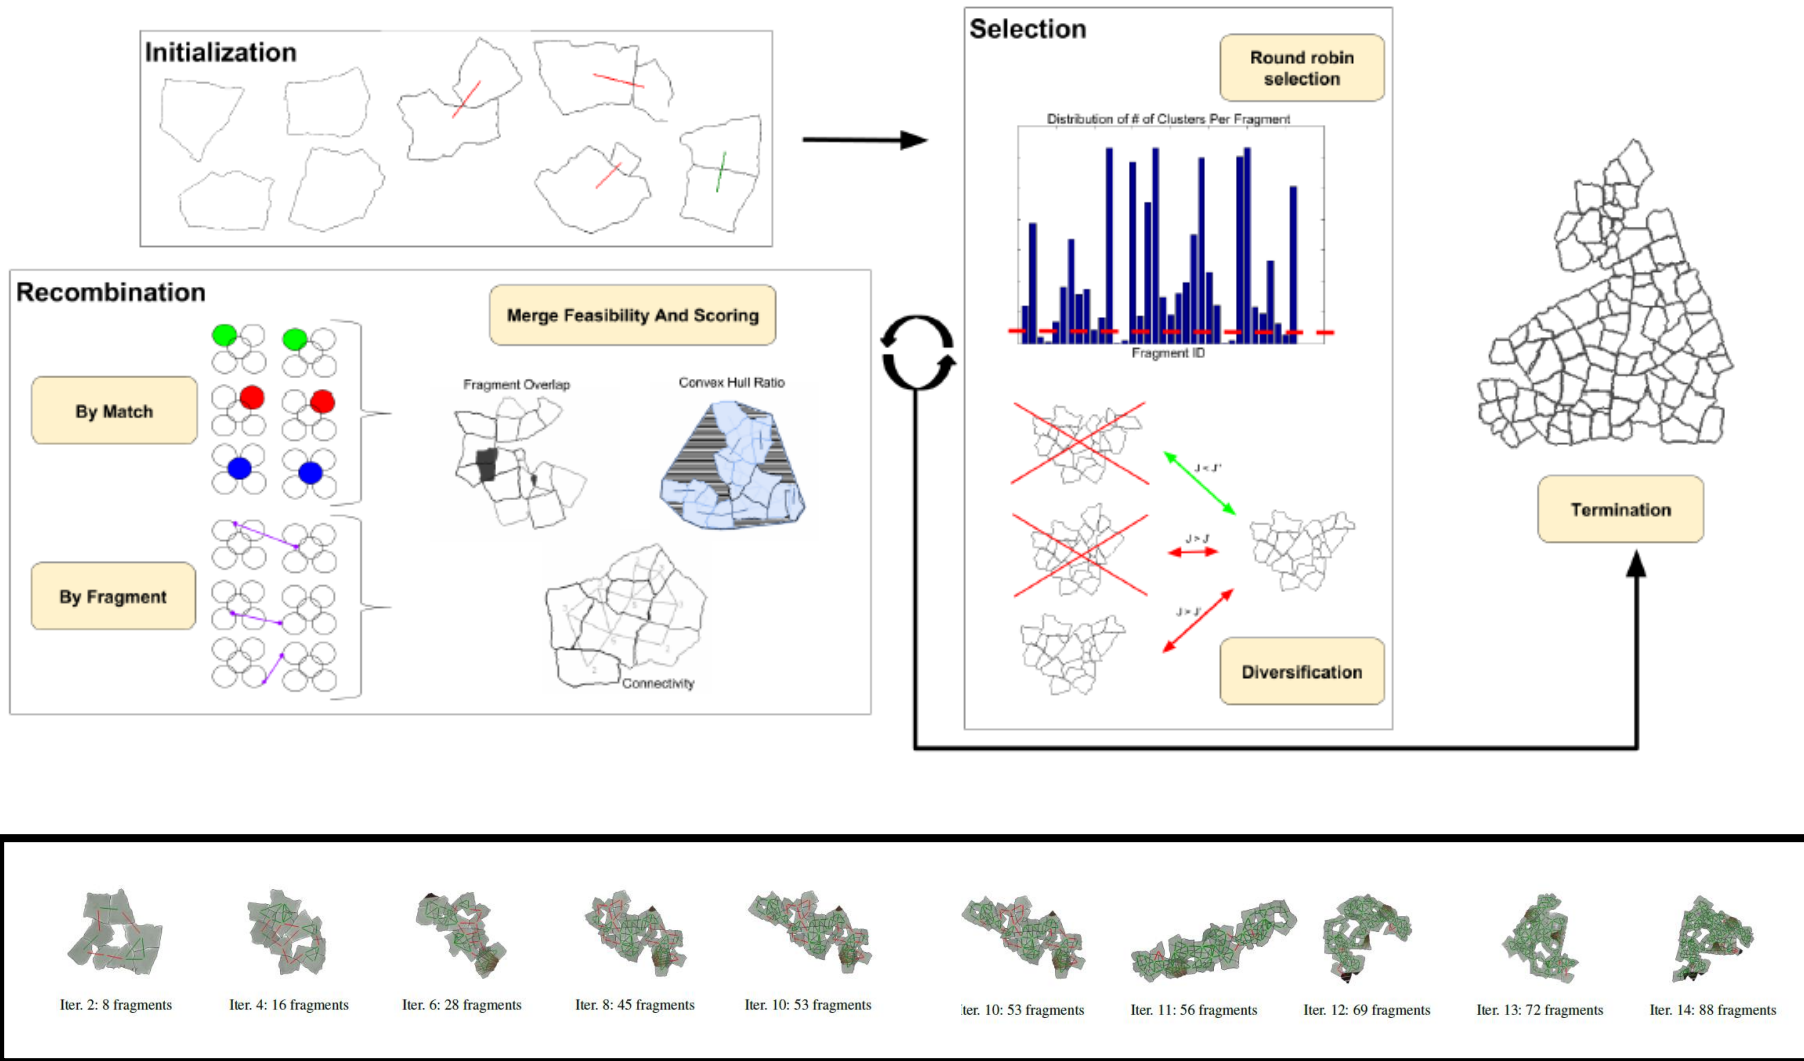 Initialization
Recombination
By Match
By Fragment
Merge Feasibility And Scoring
Fragment Overlap
Convex Hull Ratio
Connectivity
Selection
Round robin
selection
Distribution of # of Clusters Per Fragment
Fragment ID
J < J'
J > J'
J > J'
Diversification
Termination
Iter. 2: 8 fragments
Iter. 4: 16 fragments
Iter. 6: 28 fragments
Iter. 8: 45 fragments
Iter. 10: 53 fragments
ter. 10: 53 fragments
Iter. 11: 56 fragments
Iter. 12: 69 fragments
Iter. 13: 72 fragments
Iter. 14: 88 fragments